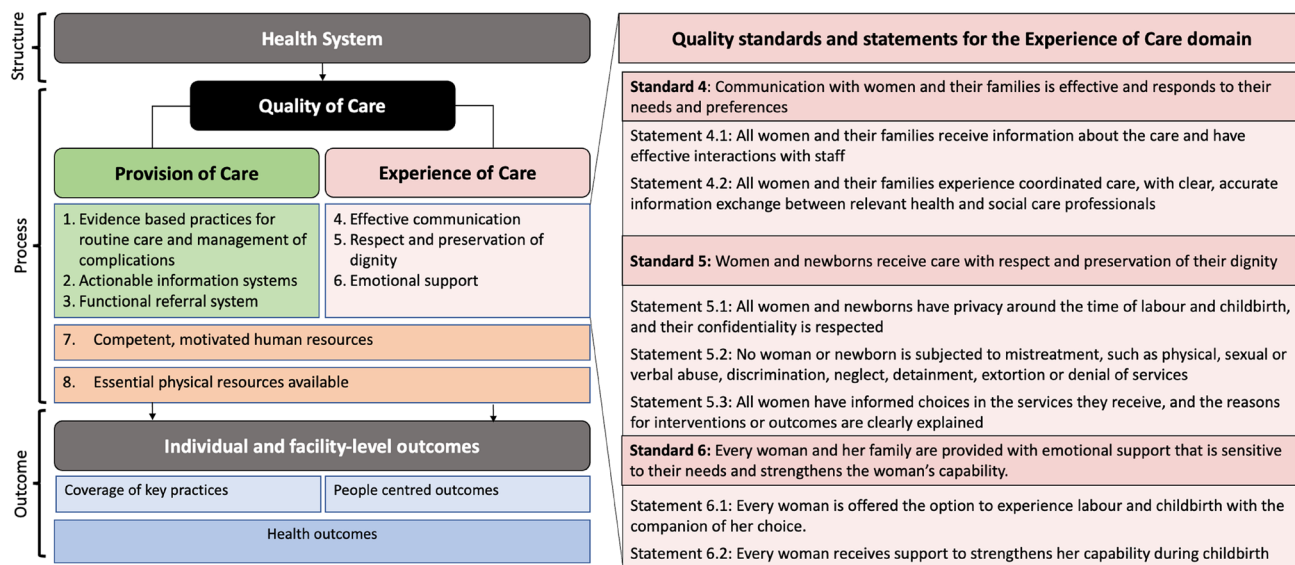 Structure
Health System
Process
Quality of Care
Provision of Care
Experience of Care
1. Evidence based practices for
routine care and management of
complications
2. Actionable information systems
3. Functional referral system
4. Effective communication
5. Respect and preservation of
dignity
6. Emotional support
7. Competent, motivated human resources
8. Essential physical resources available
Outcome
Individual and facility-level outcomes
Coverage of key practices
People centred outcomes
Health outcomes
Quality standards and statements for the Experience of Care domain
Standard 4: Communication with women and their families is effective and responds to their
needs and preferences
Statement 4.1: All women and their families receive information about the care and have
effective interactions with staff
Statement 4.2: All women and their families experience coordinated care, with clear, accurate
information exchange between relevant health and social care professionals
Standard 5: Women and newborns receive care with respect and preservation of their dignity
Statement 5.1: All women and newborns have privacy around the time of labour and childbirth,
and their confidentiality is respected
Statement 5.2: No woman or newborn is subjected to mistreatment, such as physical, sexual or
verbal abuse, discrimination, neglect, detainment, extortion or denial of services
Statement 5.3: All women have informed choices in the services they receive, and the reasons
for interventions or outcomes are clearly explained
Standard 6: Every woman and her family are provided with emotional support that is sensitive
to their needs and strengthens the woman's capability.
Statement 6.1: Every woman is offered the option to experience labour and childbirth with the
companion of her choice.
Statement 6.2: Every woman receives support to strengthens her capability during childbirth